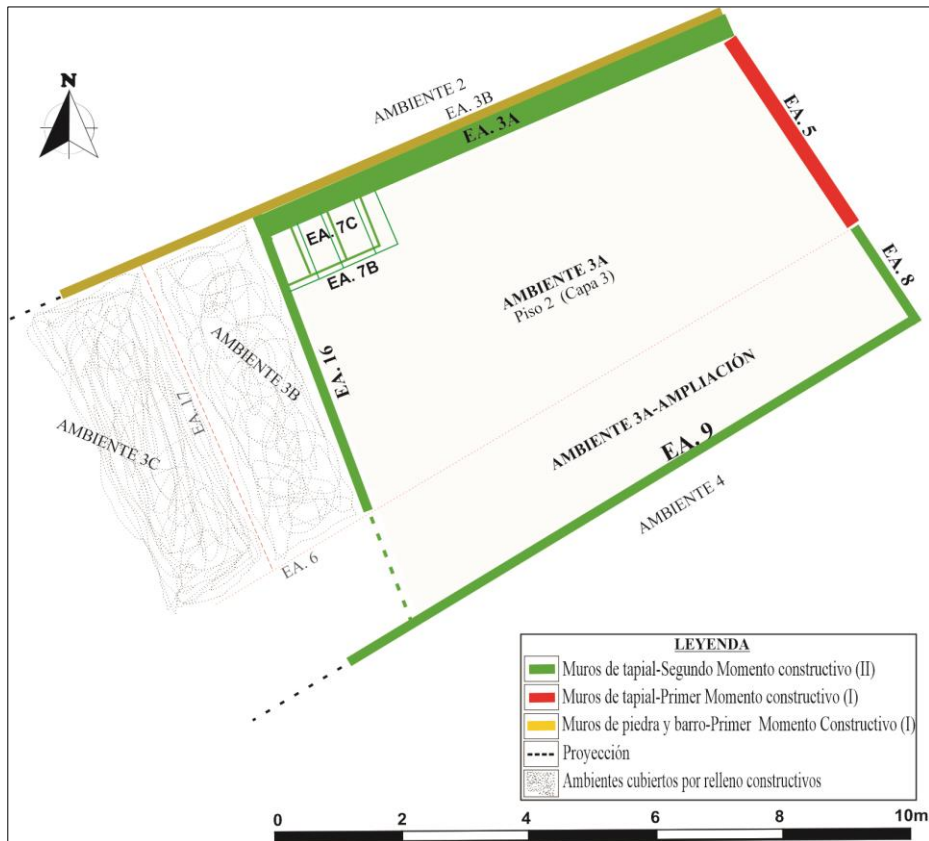 N
AMBIENTE 2
EA. 3B
EA. 3A
EA. 5
EA. 7C
EA. 7B
AMBIENTE 3A
Piso 2 (Capa 3)
EA. 8
EA. 16
AMBIENTE 3B
EA. 17
AMBIENTE 3C
AMBIENTE 3A-AMPLIACIÓN
EA. 9
AMBIENTE 4
EA. 6
LEYENDA
Muros de tapial-Segundo Momento constructivo (II)
Muros de tapial-Primer Momento constructivo (I)
Muros de piedra y barro-Primer Momento Constructivo (I)
Proyección
Ambientes cubiertos por relleno constructivos
0 2 4 6 8 10m